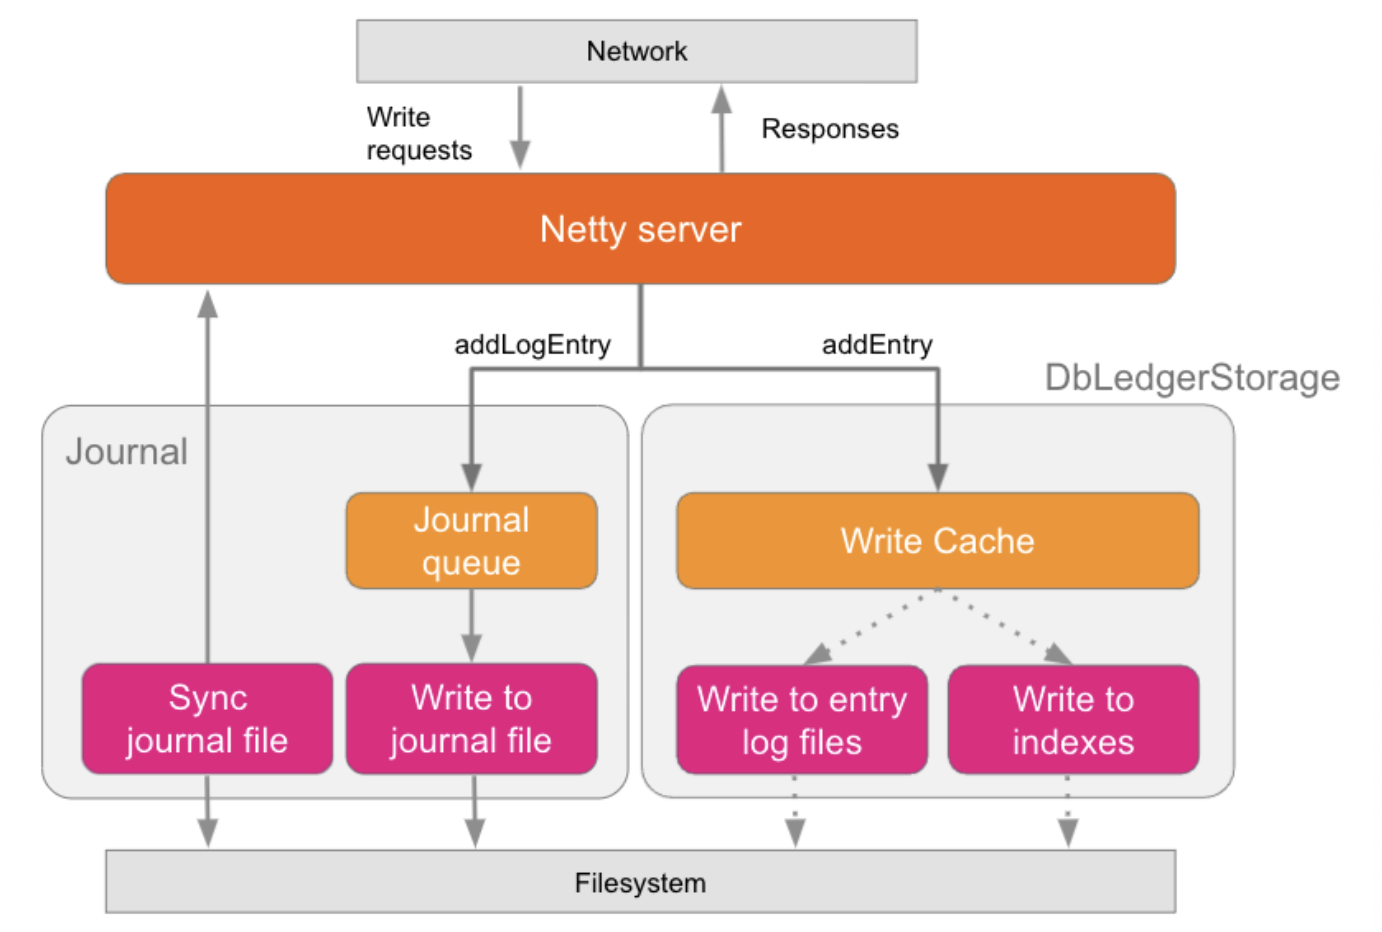 Network
Write
requests
Responses
Netty server
addLogEntry
addEntry
DbLedgerStorage
Journal
Journal
queue
Write Cache
Sync
journal file
Write to
journal file
Write to entry
log files
Write to
indexes
Filesystem